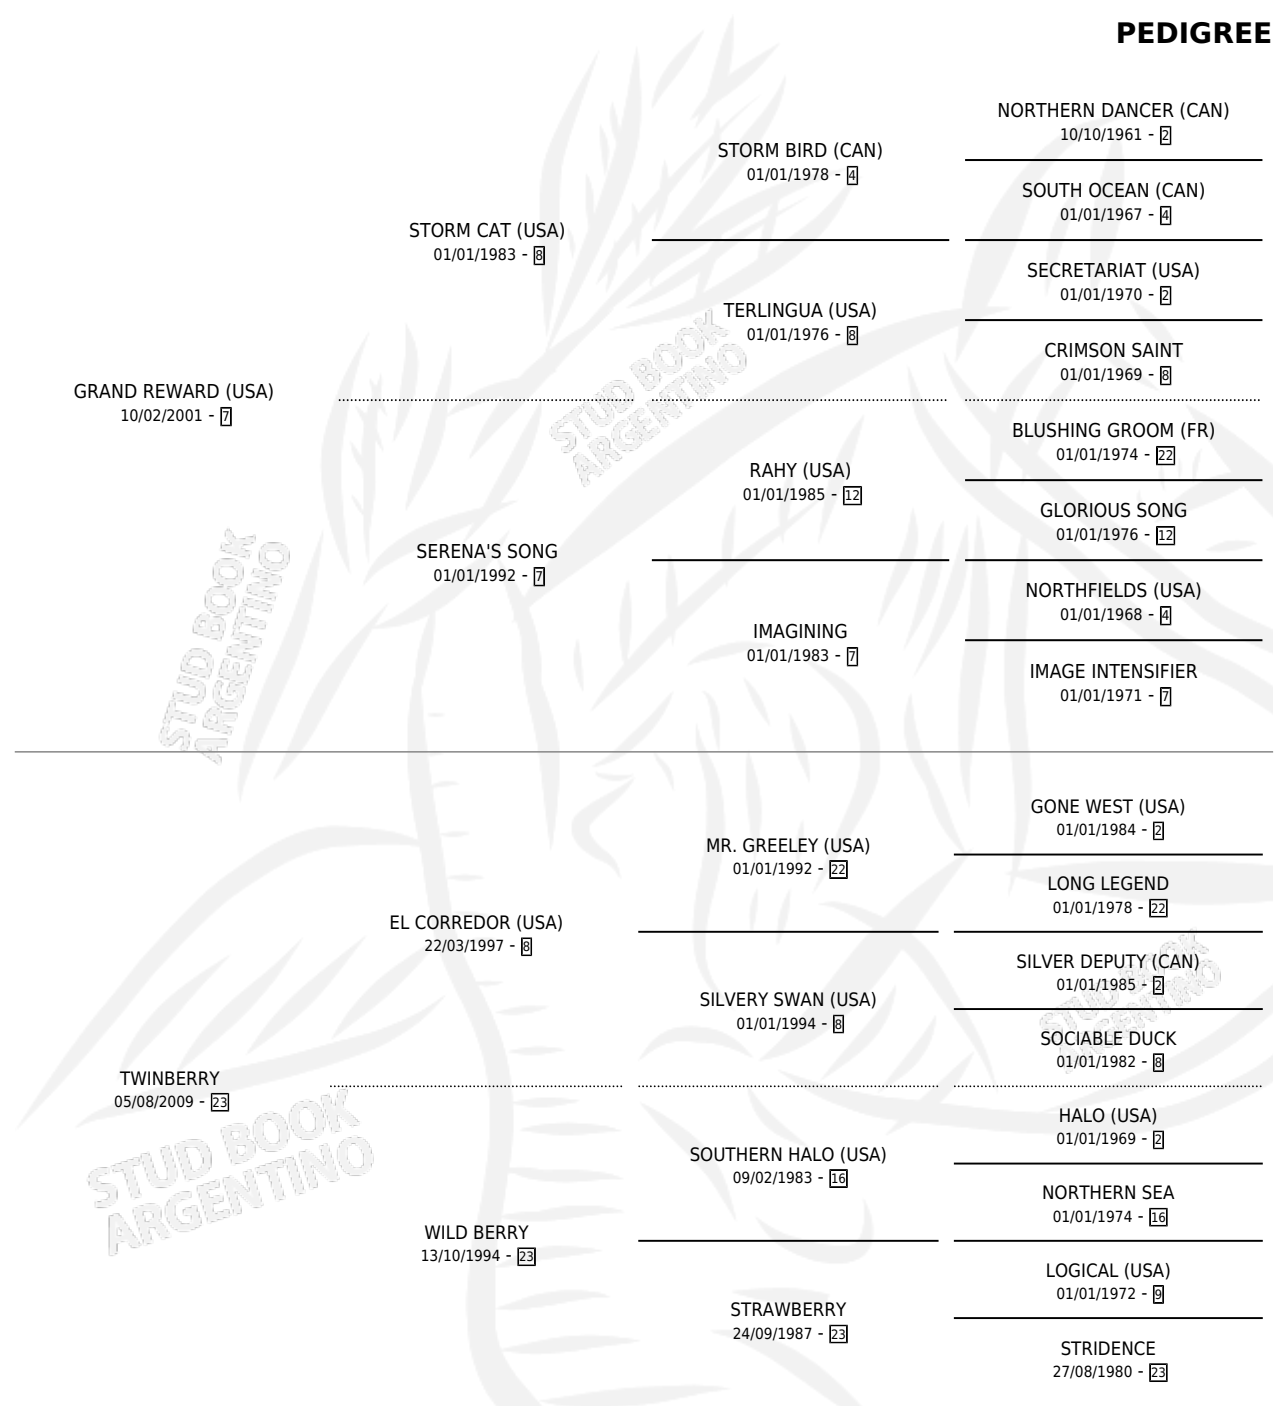 PEDIGREE
NORTHERN DANCER (CAN)
10/10/1961 - 2
STORM BIRD (CAN)
01/01/1978 - 4
SOUTH OCEAN (CAN)
01/01/1967 - 4
STORM CAT (USA)
01/01/1983 - 8
SECRETARIAT (USA)
01/01/1970 - 2
TERLINGUA (USA)
01/01/1976 - 8
CRIMSON SAINT
01/01/1969 - 8
GRAND REWARD (USA)
10/02/2001 - 7
STUD BOOK
ARGENTINO
BLUSHING GROOM (FR)
01/01/1974 - 22
RAHY (USA)
01/01/1985 - 12
GLORIOUS SONG
01/01/1976 - 12
SERENA'S SONG
01/01/1992 - 7
NORTHFIELDS (USA)
01/01/1968 - 4
IMAGINING
01/01/1983 - 7
IMAGE INTENSIFIER
01/01/1971 - 7
STUD BOOK
ARGENTINO
GONE WEST (USA)
01/01/1984 - 2
MR. GREELEY (USA)
01/01/1992 - 22
LONG LEGEND
01/01/1978 - 22
EL CORREDOR (USA)
22/03/1997 - 8
SILVER DEPUTY (CAN)
01/01/1985 - 2
SILVERY SWAN (USA)
01/01/1994 - 8
STUD BOOK
ARGENTINO
SOCIABLE DUCK
01/01/1982 - 8
TWINBERRY
05/08/2009 - 23
HALO (USA)
01/01/1969 - 2
SOUTHERN HALO (USA)
09/02/1983 - 16
STUD BOOK
ARGENTINO
NORTHERN SEA
01/01/1974 - 16
WILD BERRY
13/10/1994 - 23
LOGICAL (USA)
01/01/1972 - 9
STRAWBERRY
24/09/1987 - 23
STRIDENCE
27/08/1980 - 23